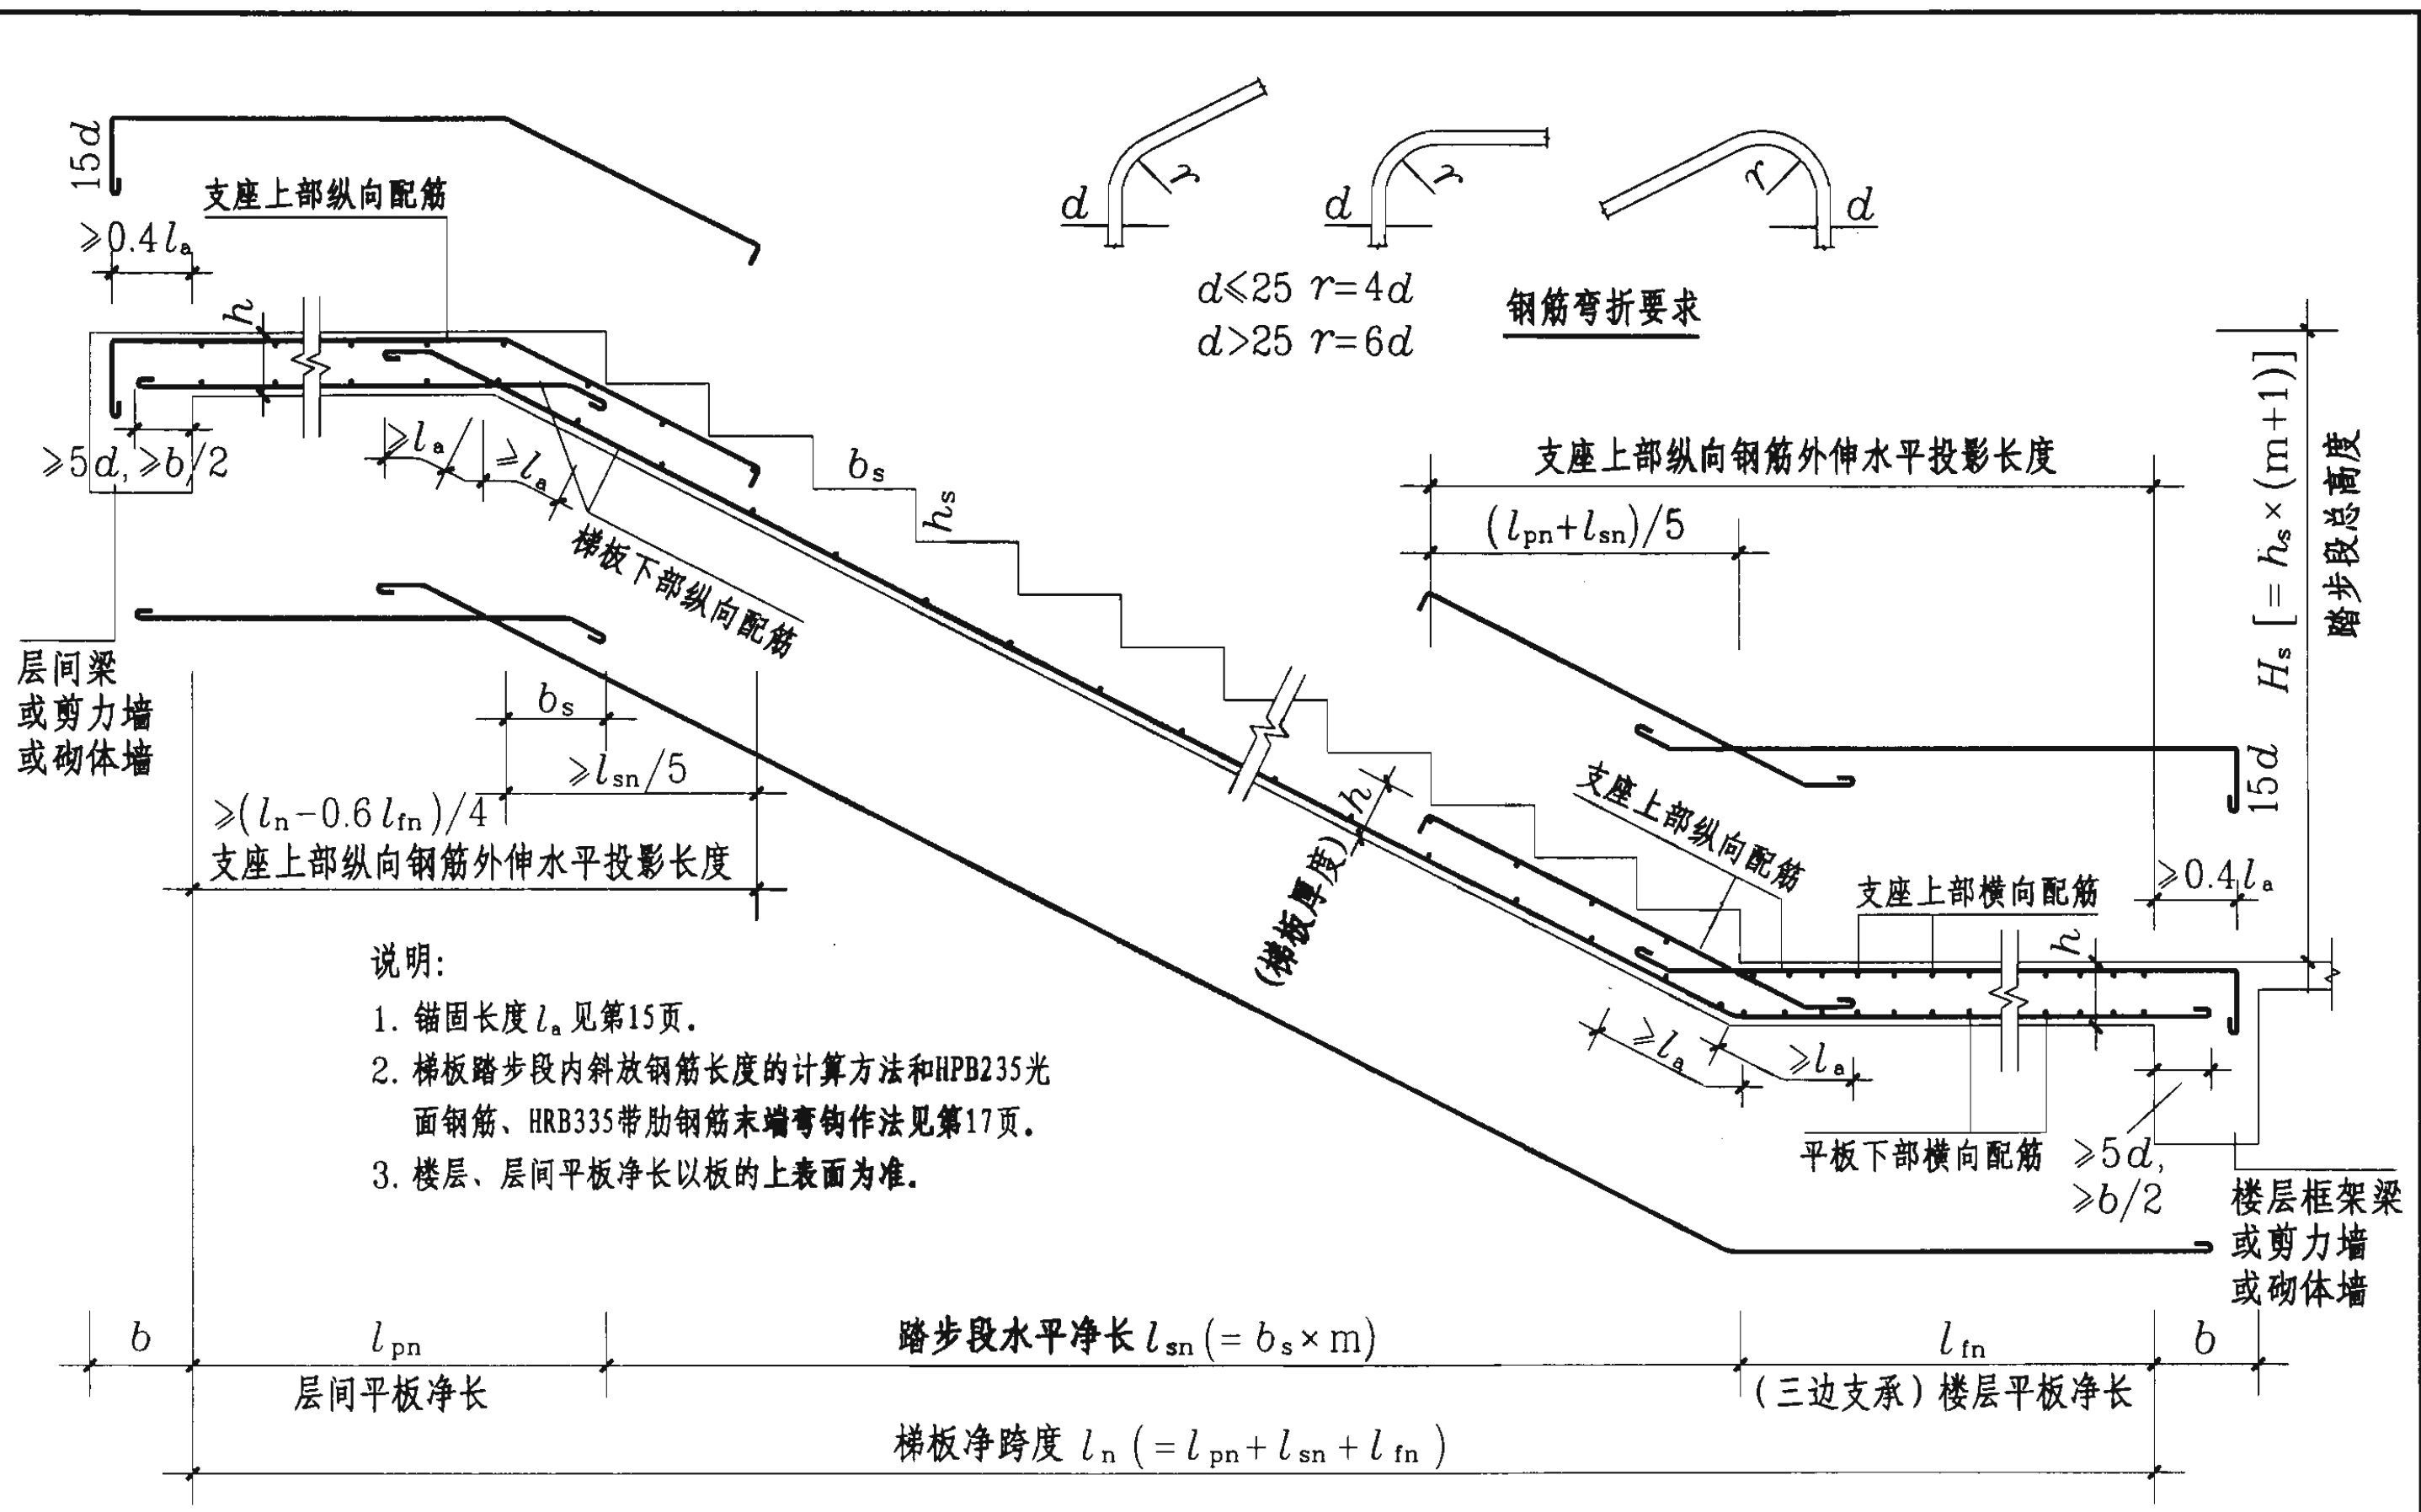 15d
支座上部纵向配筋
≥0.4la
h
≥5d, ≥b/2
≥la
≥la
梯板下部纵向配筋
层间梁
或剪力墙
或砌体墙
bs
≥lsn/5
≥(ln-0.6lfn)/4
支座上部纵向钢筋外伸水平投影长度
d
r
d
r
r
d
d≤25 r=4d
d>25 r=6d
钢筋弯折要求
bs
hs
支座上部纵向钢筋外伸水平投影长度
(lpn+lsn)/5
Hs [=hs×(m+1)]
踏步段总高度
15d
h
(梯板厚度)
支座上部纵向配筋
支座上部横向配筋
≥0.4la
h
≥la
≥la
平板下部横向配筋
≥5d,
≥b/2
楼层框架梁
或剪力墙
或砌体墙
说明:
1. 锚固长度 la 见第15页。
2. 梯板踏步段内斜放钢筋长度的计算方法和HPB235光
面钢筋、HRB335带肋钢筋末端弯钩作法见第17页。
3. 楼层、层间平板净长以板的上表面为准。
b
lpn
踏步段水平净长 lsn (= bs × m)
lfn
b
层间平板净长
(三边支承) 楼层平板净长
梯板净跨度 ln (= lpn + lsn + lfn)